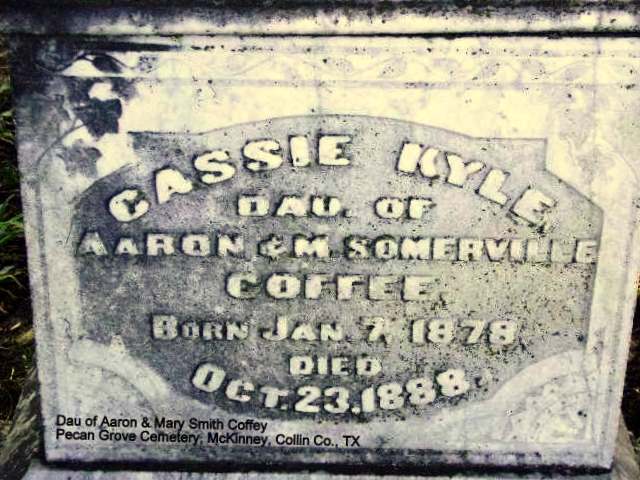 CASSIE KYLE,
DAU. OF
AARON & M. SOMERVILLE
COFFEE.
BORN JAN. 7, 1878
DIED
OCT. 23, 1888.
Dau of Aaron & Mary Smith Coffey
Pecan Grove Cemetery, McKinney, Collin Co., TX